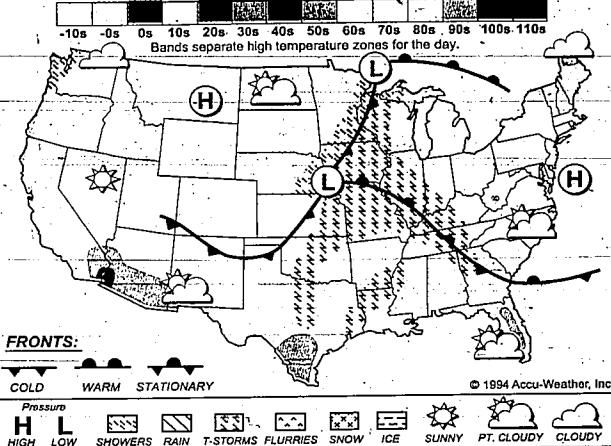 -10s -0s 0s 10s 20s 30s 40s 50s 60s 70s 80s 90s 100s 110s
Bands separate high temperature zones for the day.
L
H
L
H
FRONTS:
COLD WARM STATIONARY
© 1994 Accu-Weather, Inc
Pressure
H L
HIGH LOW SHOWERS RAIN T-STORMS FLURRIES SNOW ICE SUNNY PT. CLOUDY CLOUDY